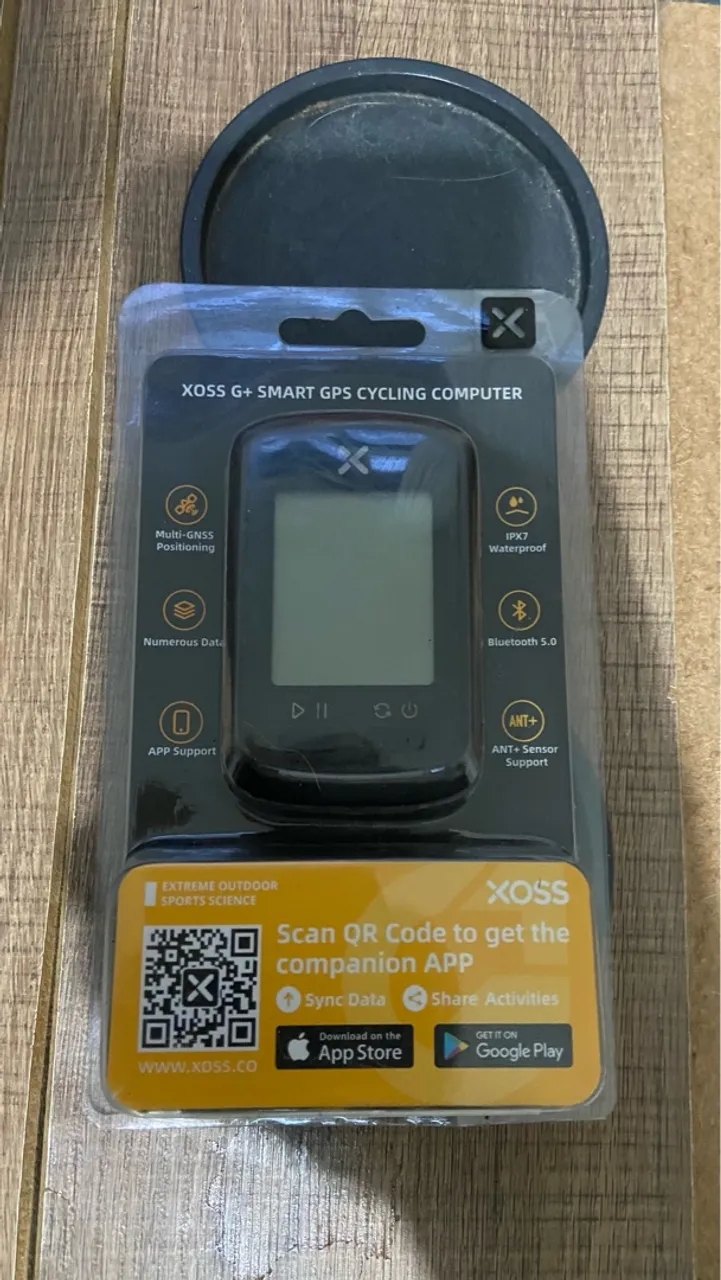 XOSS G+ SMART GPS CYCLING COMPUTER
Multi-GNSS
Positioning
IPX7
Waterproof
Numerous Data
Bluetooth 5.0
APP Support
ANT+
ANT+ Sensor
Support
EXTREME OUTDOOR
SPORTS SCIENCE
XOSS
Scan QR Code to get the
companion APP
Sync Data
Share Activities
Download on the
App Store
GET IT ON
Google Play
WWW.XOSS.CO